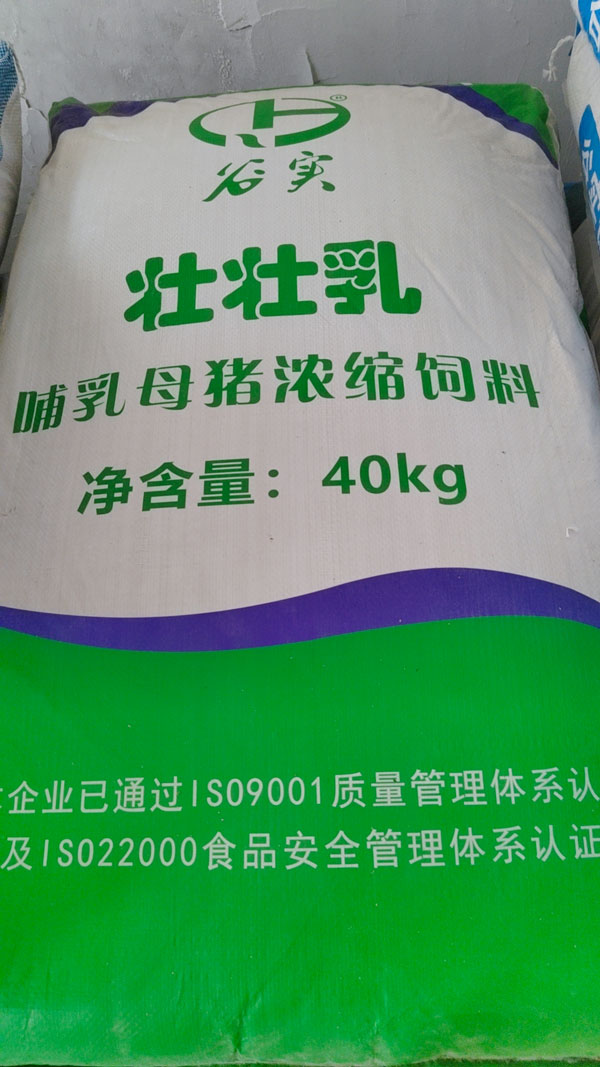 ®
谷实
壮壮乳
哺乳母猪浓缩饲料
净含量：40kg
企业已通过ISO9001质量管理体系认
及ISO22000食品安全管理体系认证